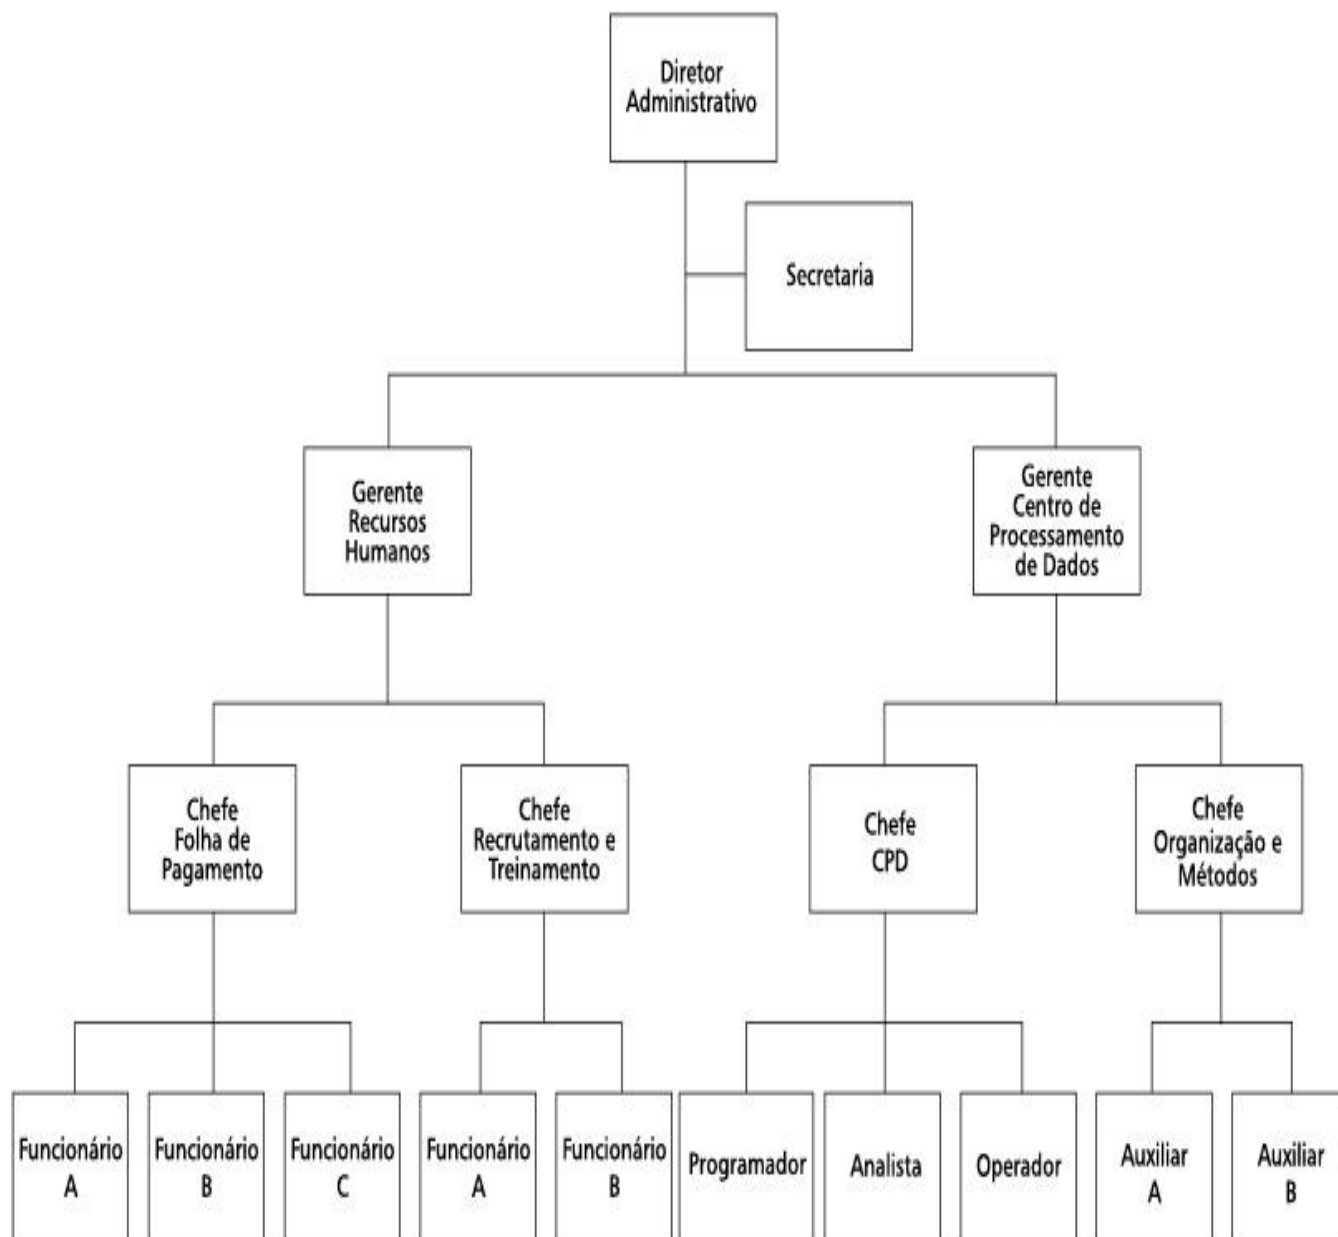 Diretor
Administrativo
Secretaria
Gerente
Recursos
Humanos
Gerente
Centro de
Processamento
de Dados
Chefe
Folha de
Pagamento
Chefe
Recrutamento e
Treinamento
Chefe
CPD
Chefe
Organização e
Métodos
Funcionário
A
Funcionário
B
Funcionário
C
Funcionário
A
Funcionário
B
Programador
Analista
Operador
Auxiliar
A
Auxiliar
B